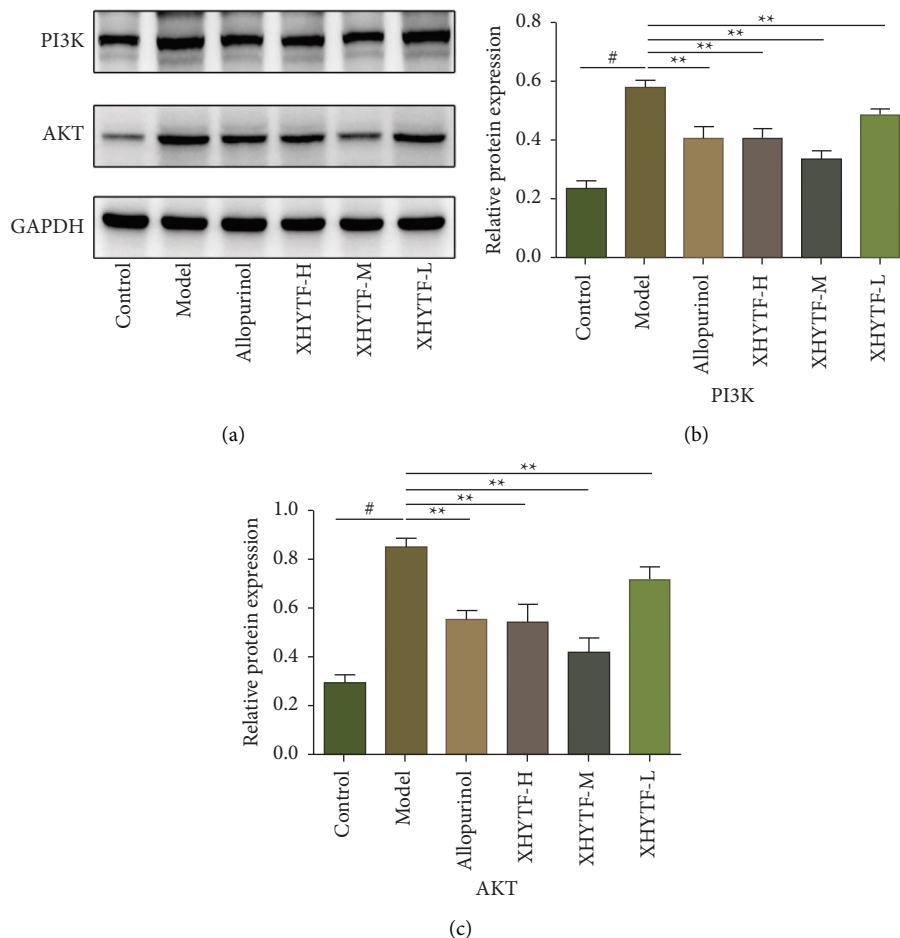 PI3K
AKT
GAPDH
Control
Model
Allopurinol
XHYTF-H
XHYTF-M
XHYTF-L
(a)
**
**
**
#
**
0.8
0.6
0.4
0.2
0.0
Relative protein expression
Control
Model
Allopurinol
XHYTF-H
XHYTF-M
XHYTF-L
PI3K
(b)
**
**
**
#
**
1.0
0.8
0.6
0.4
0.2
0.0
Relative protein expression
Control
Model
Allopurinol
XHYTF-H
XHYTF-M
XHYTF-L
AKT
(c)